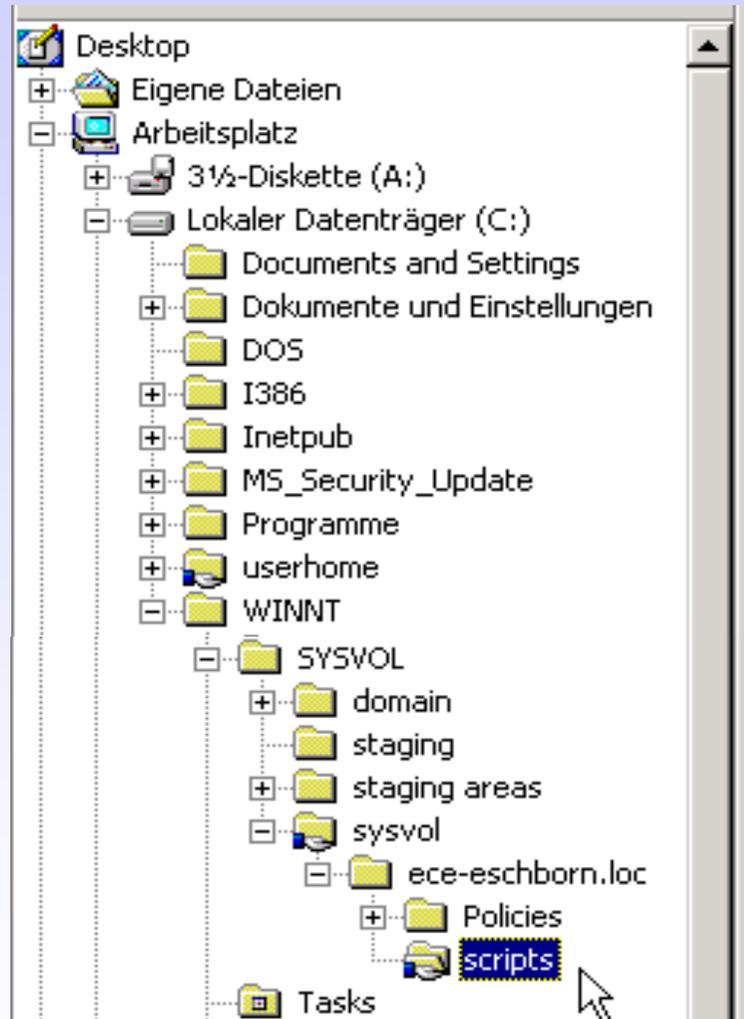 Desktop
Eigene Dateien
Arbeitsplatz
3½-Diskette (A:)
Lokaler Datenträger (C:)
Documents and Settings
Dokumente und Einstellungen
DOS
I386
Inetpub
MS_Security_Update
Programme
userhome
WINNT
SYSVOL
domain
staging
staging areas
sysvol
ece-eschborn.loc
Policies
scripts
Tasks